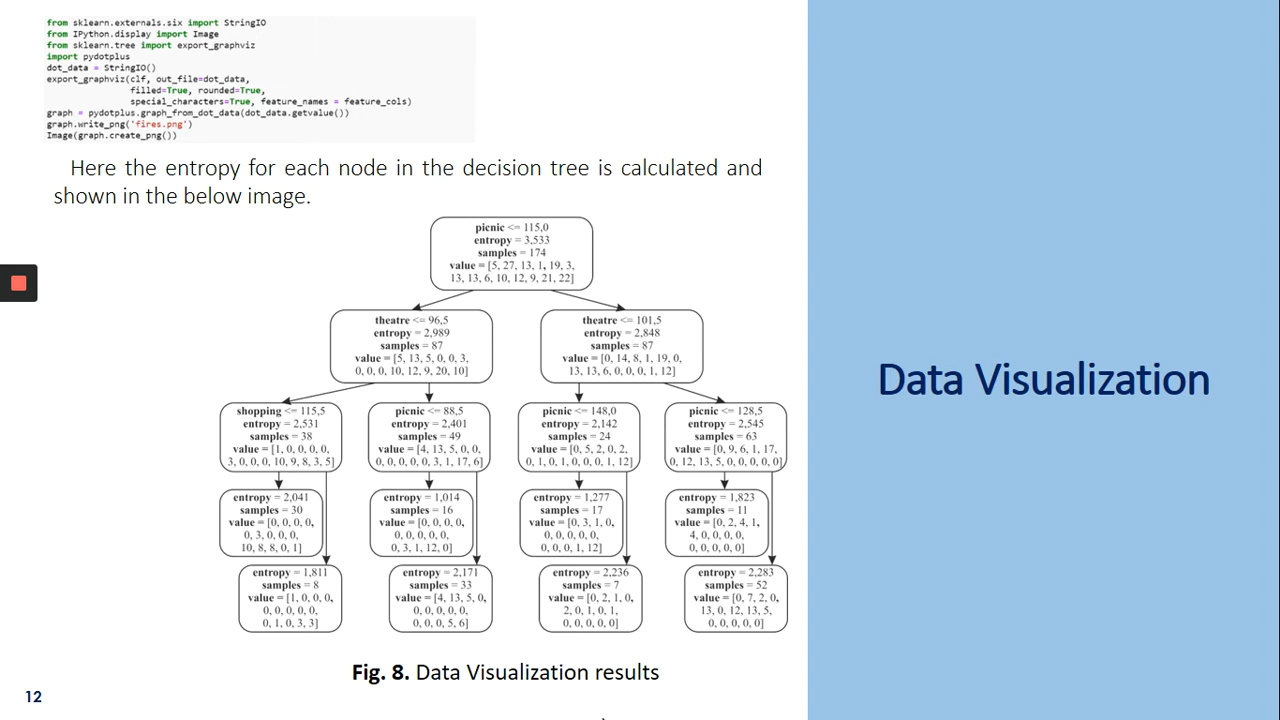 from sklearn.externals.six import StringIO
from IPython.display import Image
from sklearn.tree import export_graphviz
import pydotplus
dot_data = StringIO()
export_graphviz(clf, out_file=dot_data,
filled=True, rounded=True,
special_characters=True, feature_names = feature_cols)
graph = pydotplus.graph_from_dot_data(dot_data.getvalue())
graph.write_png('fires.png')
Image(graph.create_png())
Here the entropy for each node in the decision tree is calculated and
shown in the below image.
picnic <= 115,0
entropy = 3,533
samples = 174
value = [5, 27, 13, 1, 19, 3,
13, 13, 6, 10, 12, 9, 21, 22]
theatre <= 96,5
entropy = 2,989
samples = 87
value = [5, 13, 5, 0, 0, 3,
0, 0, 0, 10, 12, 9, 20, 10]
theatre <= 101,5
entropy = 2,848
samples = 87
value = [0, 14, 8, 1, 19, 0,
13, 13, 6, 0, 0, 0, 1, 12]
shopping <= 115,5
entropy = 2,531
samples = 38
value = [1, 0, 0, 0, 0,
3, 0, 0, 0, 10, 9, 8, 3, 5]
picnic <= 88,5
entropy = 2,401
samples = 49
value = [4, 13, 5, 0, 0,
0, 0, 0, 0, 0, 3, 1, 17, 6]
picnic <= 148,0
entropy = 2,142
samples = 24
value = [0, 5, 2, 0, 2,
0, 1, 0, 1, 0, 0, 0, 1, 12]
picnic <= 128,5
entropy = 2,545
samples = 63
value = [0, 9, 6, 1, 17,
0, 12, 13, 5, 0, 0, 0, 0, 0]
entropy = 2,041
samples = 30
value = [0, 0, 0, 0,
0, 3, 0, 0, 0,
10, 8, 8, 0, 1]
entropy = 1,014
samples = 16
value = [0, 0, 0, 0,
0, 0, 0, 0, 0,
0, 3, 1, 12, 0]
entropy = 1,277
samples = 17
value = [0, 3, 1, 0,
0, 0, 0, 0, 0,
0, 0, 0, 1, 12]
entropy = 1,823
samples = 11
value = [0, 2, 4, 1,
4, 0, 0, 0, 0,
0, 0, 0, 0, 0]
entropy = 1,811
samples = 8
value = [1, 0, 0, 0,
0, 0, 0, 0, 0,
0, 1, 0, 3, 3]
entropy = 2,171
samples = 33
value = [4, 13, 5, 0,
0, 0, 0, 0, 0,
0, 0, 0, 5, 6]
entropy = 2,236
samples = 7
value = [0, 2, 1, 0,
2, 0, 1, 0, 1,
0, 0, 0, 0, 0]
entropy = 2,283
samples = 52
value = [0, 7, 2, 0,
13, 0, 12, 13, 5,
0, 0, 0, 0, 0]
Fig. 8. Data Visualization results
12
Data Visualization